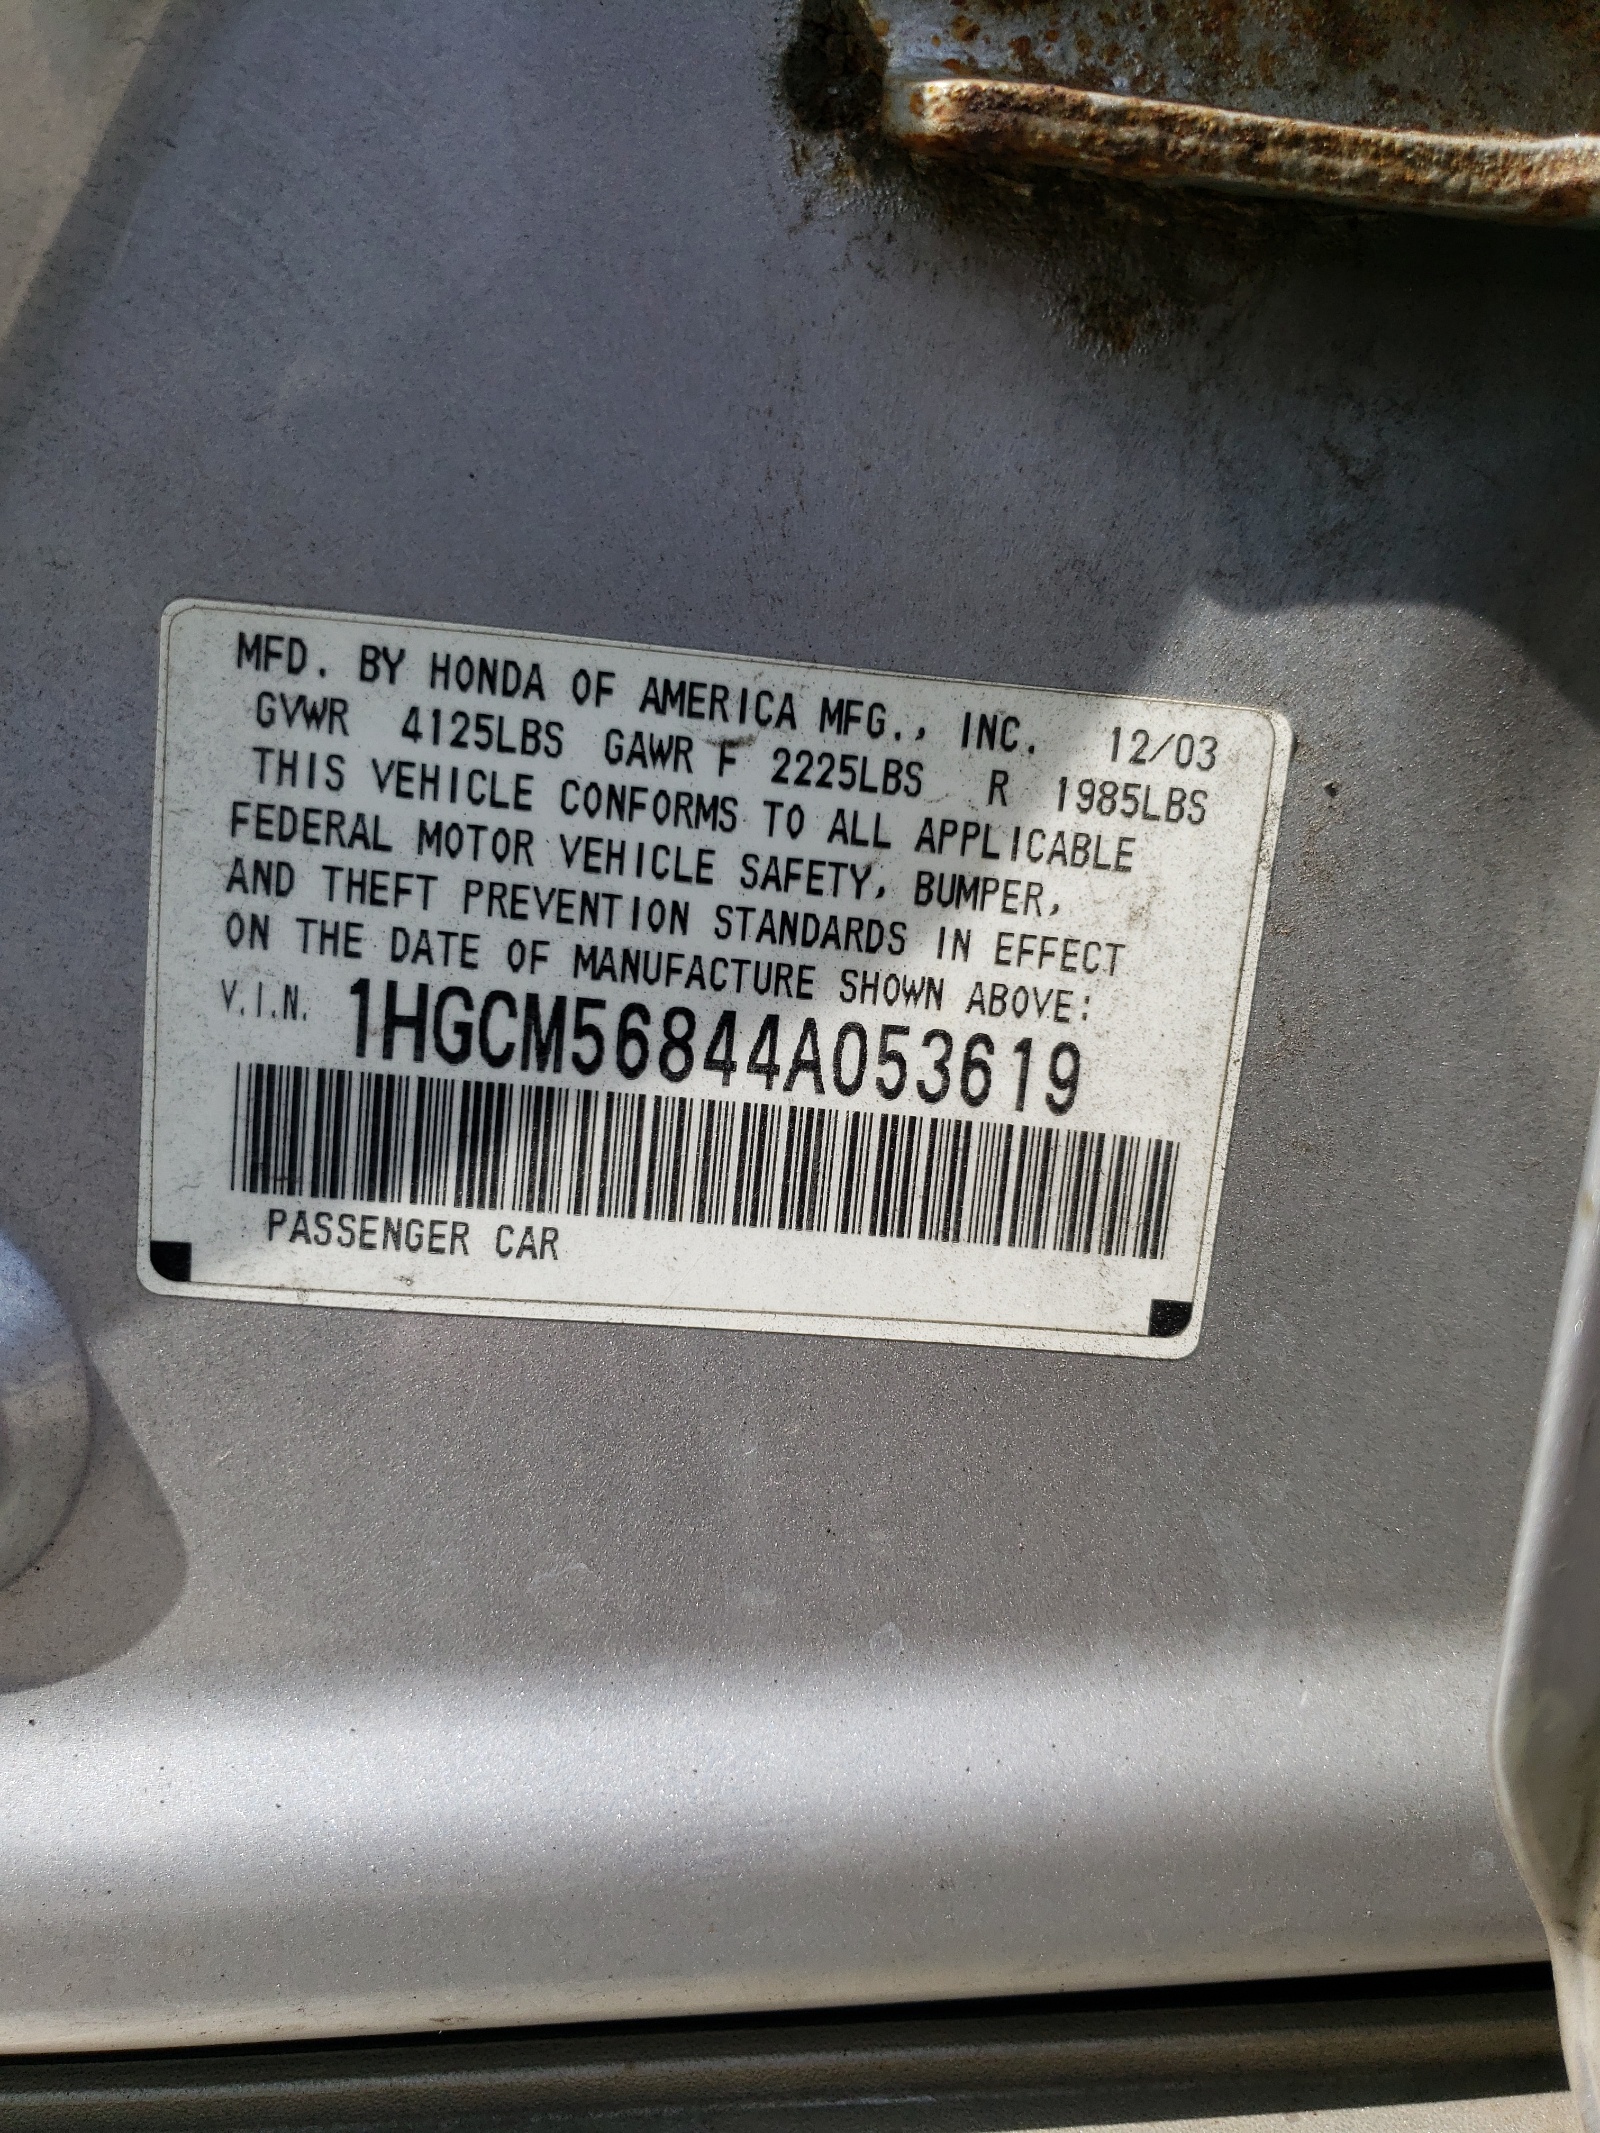 MFD. BY HONDA OF AMERICA MFG., INC. 12/03
GVWR 4125LBS GAWR F 2225LBS R 1985LBS
THIS VEHICLE CONFORMS TO ALL APPLICABLE
FEDERAL MOTOR VEHICLE SAFETY, BUMPER,
AND THEFT PREVENTION STANDARDS IN EFFECT
ON THE DATE OF MANUFACTURE SHOWN ABOVE:
V.I.N. 1HGCM56844A053619
PASSENGER CAR